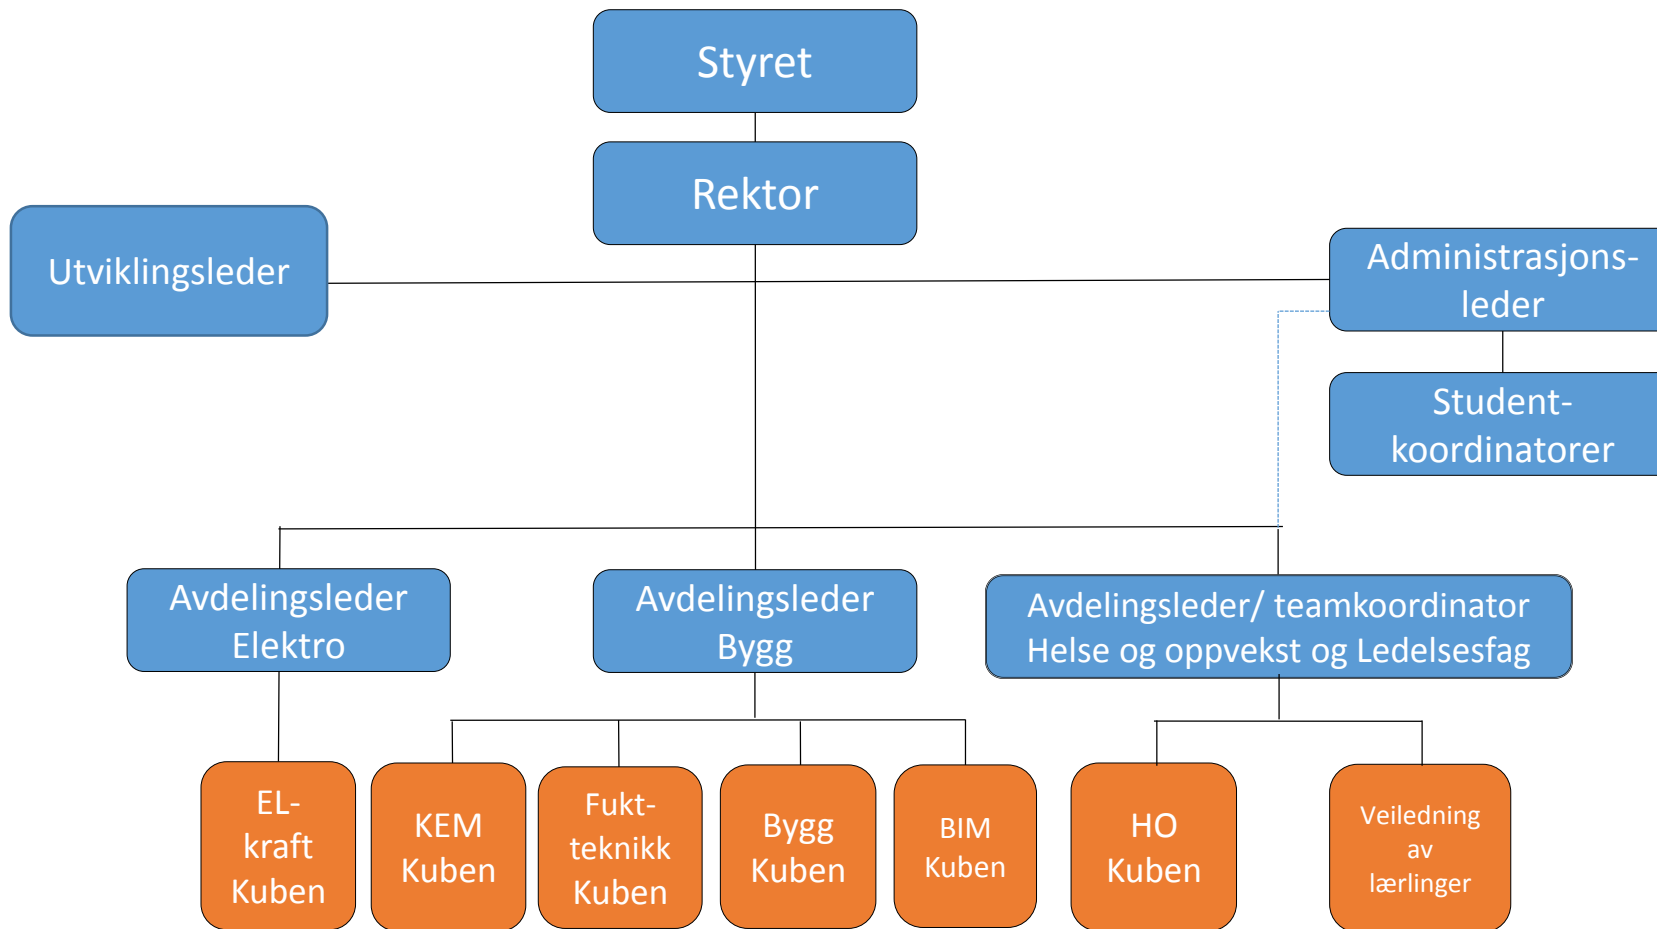 Styret
Rektor
Utviklingsleder
Administrasjons-
leder
Student-
koordinatorer
Avdelingsleder
Elektro
Avdelingsleder
Bygg
Avdelingsleder/ teamkoordinator
Helse og oppvekst og Ledelsesfag
EL-
kraft
Kuben
KEM
Kuben
Fukt-
teknikk
Kuben
Bygg
Kuben
BIM
Kuben
HO
Kuben
Veiledning
av
lærlinger